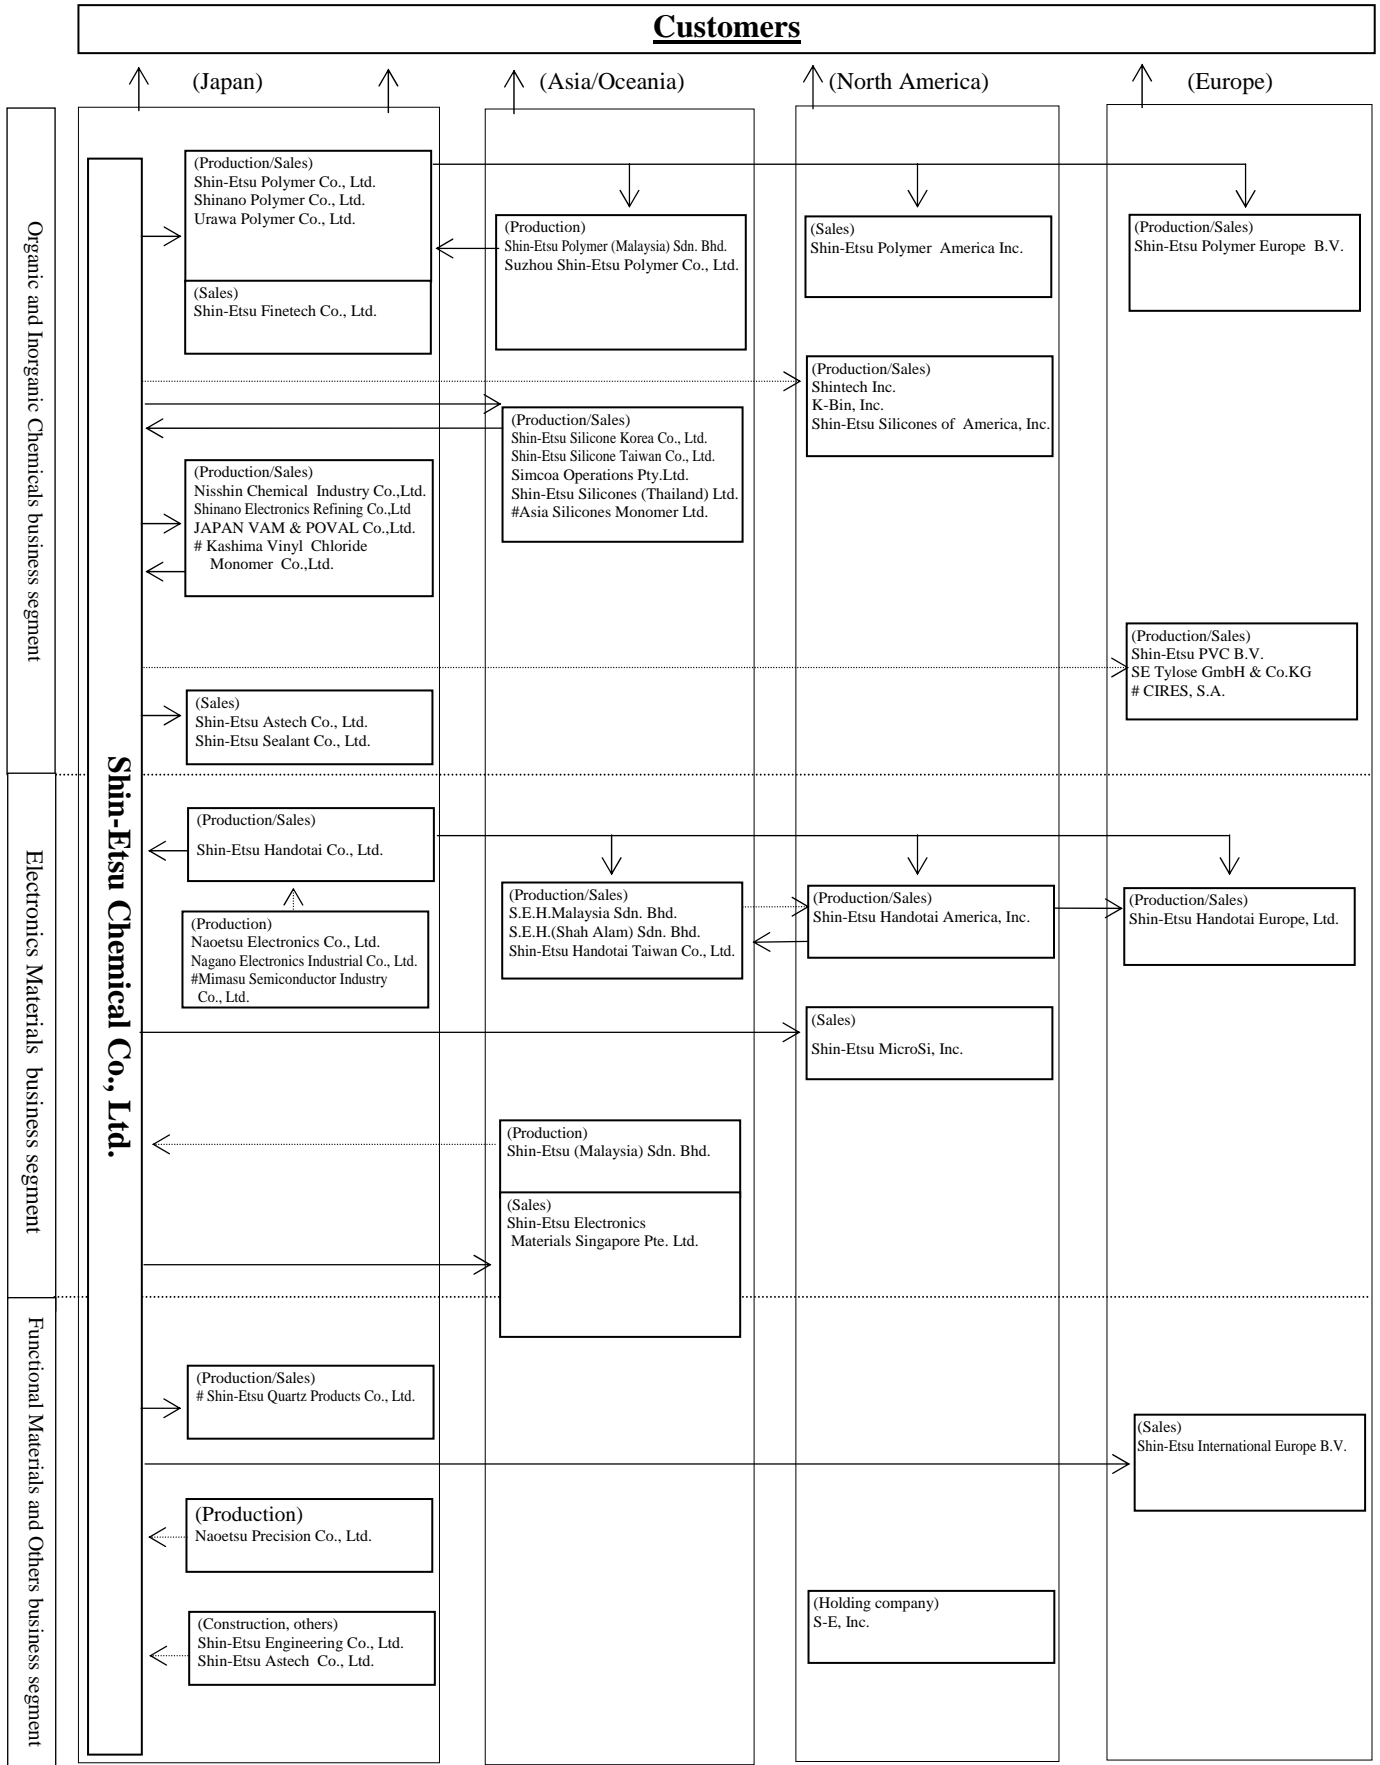 Customers
(Japan)
(Asia/Oceania)
(North America)
(Europe)
Organic and Inorganic Chemicals business segment
Shin-Etsu Chemical Co., Ltd.
(Production/Sales)
Shin-Etsu Polymer Co., Ltd.
Shinano Polymer Co., Ltd.
Urawa Polymer Co., Ltd.
(Sales)
Shin-Etsu Finetech Co., Ltd.
(Production)
Shin-Etsu Polymer (Malaysia) Sdn. Bhd.
Suzhou Shin-Etsu Polymer Co., Ltd.
(Sales)
Shin-Etsu Polymer America Inc.
(Production/Sales)
Shin-Etsu Polymer Europe B.V.
(Production/Sales)
Shintech Inc.
K-Bin, Inc.
Shin-Etsu Silicones of America, Inc.
(Production/Sales)
Shin-Etsu Silicone Korea Co., Ltd.
Shin-Etsu Silicone Taiwan Co., Ltd.
Simcoa Operations Pty.Ltd.
Shin-Etsu Silicones (Thailand) Ltd.
#Asia Silicones Monomer Ltd.
(Production/Sales)
Nisshin Chemical Industry Co.,Ltd.
Shinano Electronics Refining Co.,Ltd
JAPAN VAM & POVAL Co.,Ltd.
# Kashima Vinyl Chloride
Monomer Co.,Ltd.
(Production/Sales)
Shin-Etsu PVC B.V.
SE Tylose GmbH & Co.KG
# CIRES, S.A.
(Sales)
Shin-Etsu Astech Co., Ltd.
Shin-Etsu Sealant Co., Ltd.
Electronics Materials business segment
(Production/Sales)
Shin-Etsu Handotai Co., Ltd.
(Production)
Naoetsu Electronics Co., Ltd.
Nagano Electronics Industrial Co., Ltd.
#Mimasu Semiconductor Industry
Co., Ltd.
(Production/Sales)
S.E.H.Malaysia Sdn. Bhd.
S.E.H.(Shah Alam) Sdn. Bhd.
Shin-Etsu Handotai Taiwan Co., Ltd.
(Production/Sales)
Shin-Etsu Handotai America, Inc.
(Production/Sales)
Shin-Etsu Handotai Europe, Ltd.
(Sales)
Shin-Etsu MicroSi, Inc.
(Production)
Shin-Etsu (Malaysia) Sdn. Bhd.
(Sales)
Shin-Etsu Electronics
Materials Singapore Pte. Ltd.
Functional Materials and Others business segment
(Production/Sales)
# Shin-Etsu Quartz Products Co., Ltd.
(Sales)
Shin-Etsu International Europe B.V.
(Production)
Naoetsu Precision Co., Ltd.
(Holding company)
S-E, Inc.
(Construction, others)
Shin-Etsu Engineering Co., Ltd.
Shin-Etsu Astech Co., Ltd.